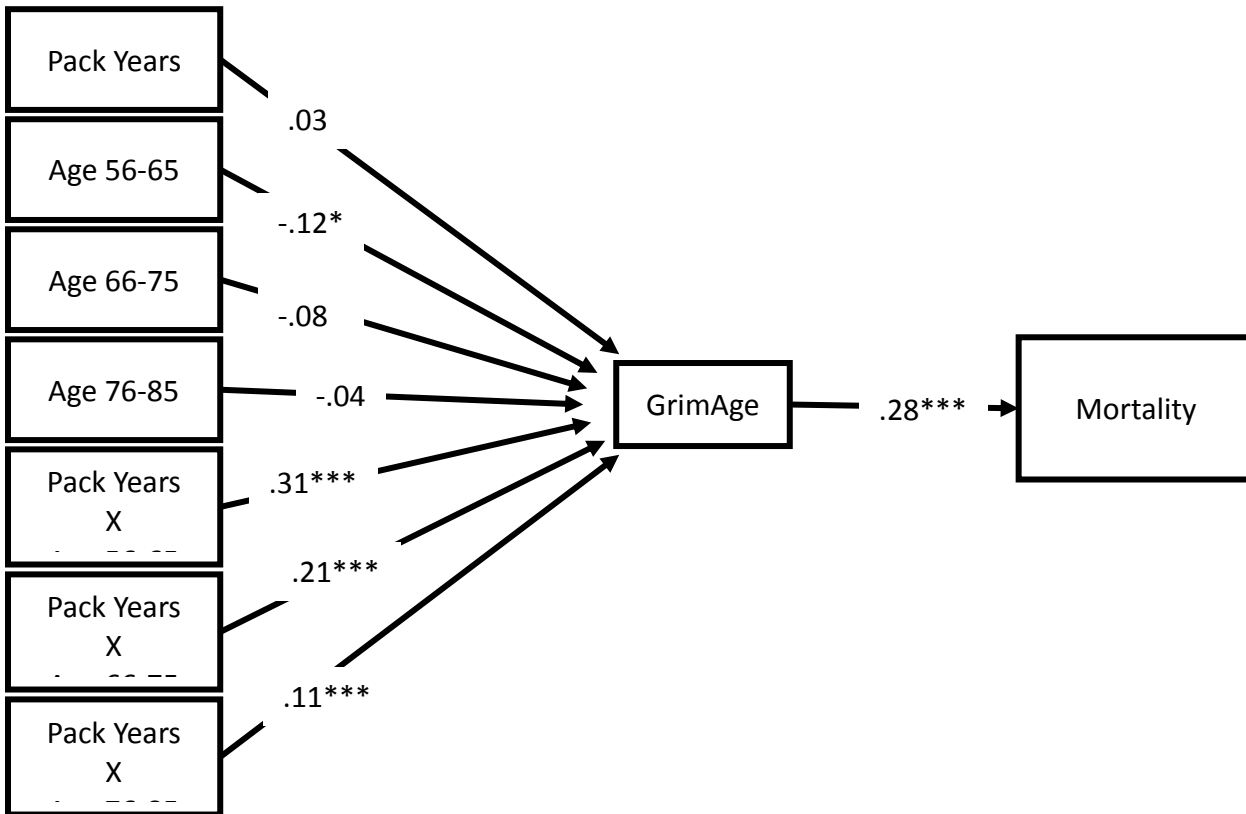 Pack Years
.03
Age 56-65
-.12*
Age 66-75
-.08
Age 76-85
-.04
GrimAge
.28***
Mortality
Pack Years
X
.31***
Pack Years
X
.21***
Pack Years
X
.11***